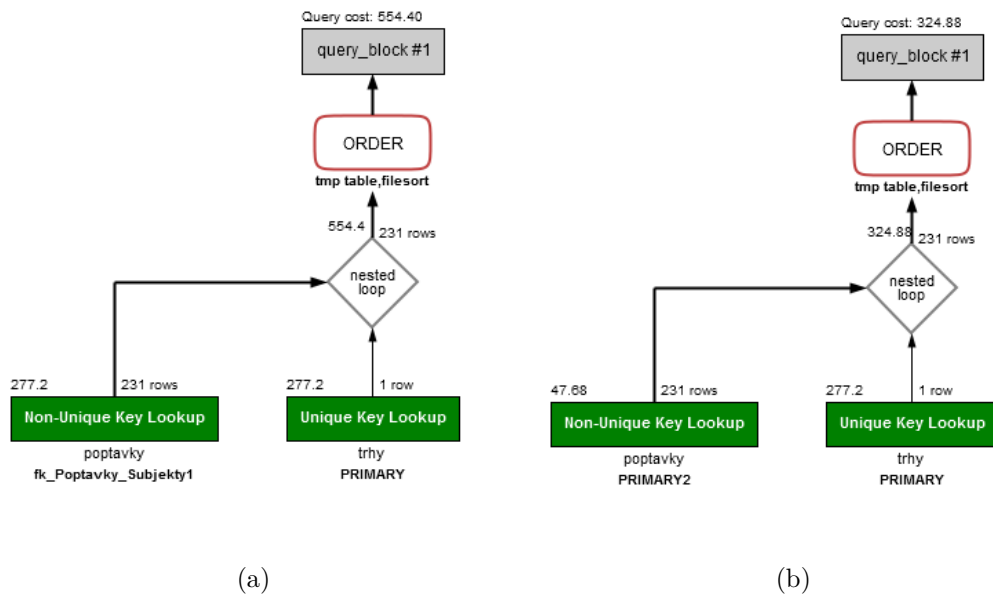 Query cost: 554.40
query_block #1
ORDER
tmp table,filesort
554.4
231 rows
nested
loop
277.2
231 rows
277.2
1 row
Non-Unique Key Lookup
Unique Key Lookup
poptavky
trhy
fk_Poptavky_Subjekty1
PRIMARY
(a)
Query cost: 324.88
query_block #1
ORDER
tmp table,filesort
324.88
231 rows
nested
loop
47.68
231 rows
277.2
1 row
Non-Unique Key Lookup
Unique Key Lookup
poptavky
trhy
PRIMARY2
PRIMARY
(b)